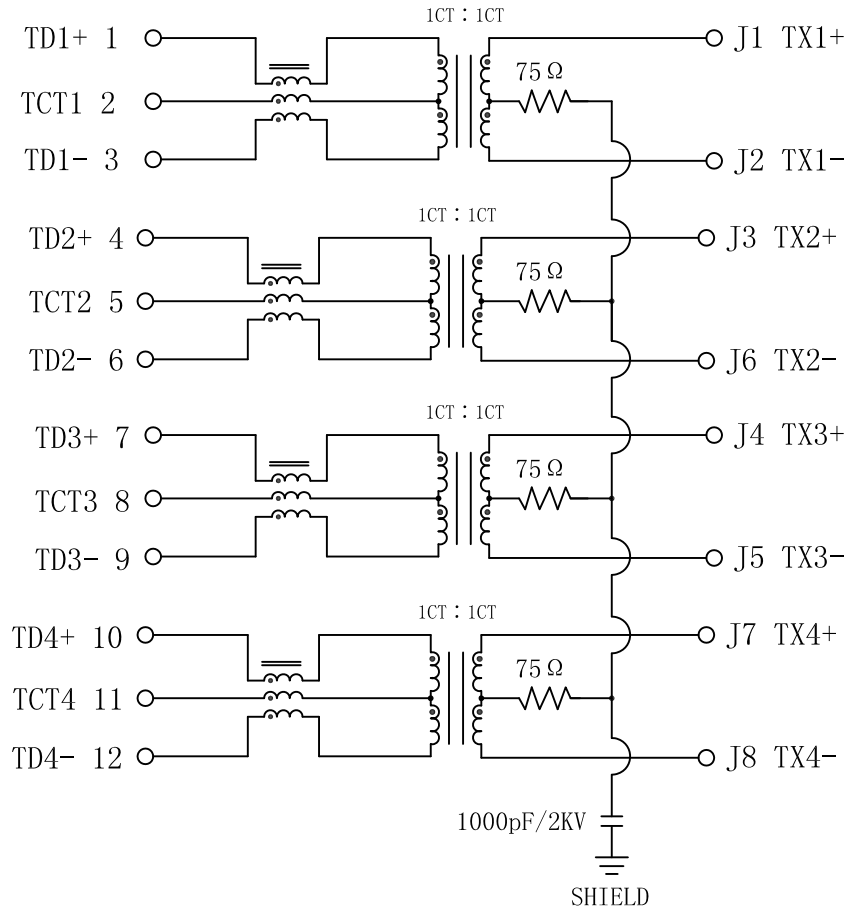 1CT : 1CT
TD1+ 1
J1 TX1+
75Ω
TCT1 2
TD1- 3
J2 TX1-
1CT : 1CT
TD2+ 4
J3 TX2+
75Ω
TCT2 5
TD2- 6
J6 TX2-
1CT : 1CT
TD3+ 7
J4 TX3+
75Ω
TCT3 8
TD3- 9
J5 TX3-
1CT : 1CT
TD4+ 10
J7 TX4+
75Ω
TCT4 11
TD4- 12
J8 TX4-
1000pF/2KV
SHIELD